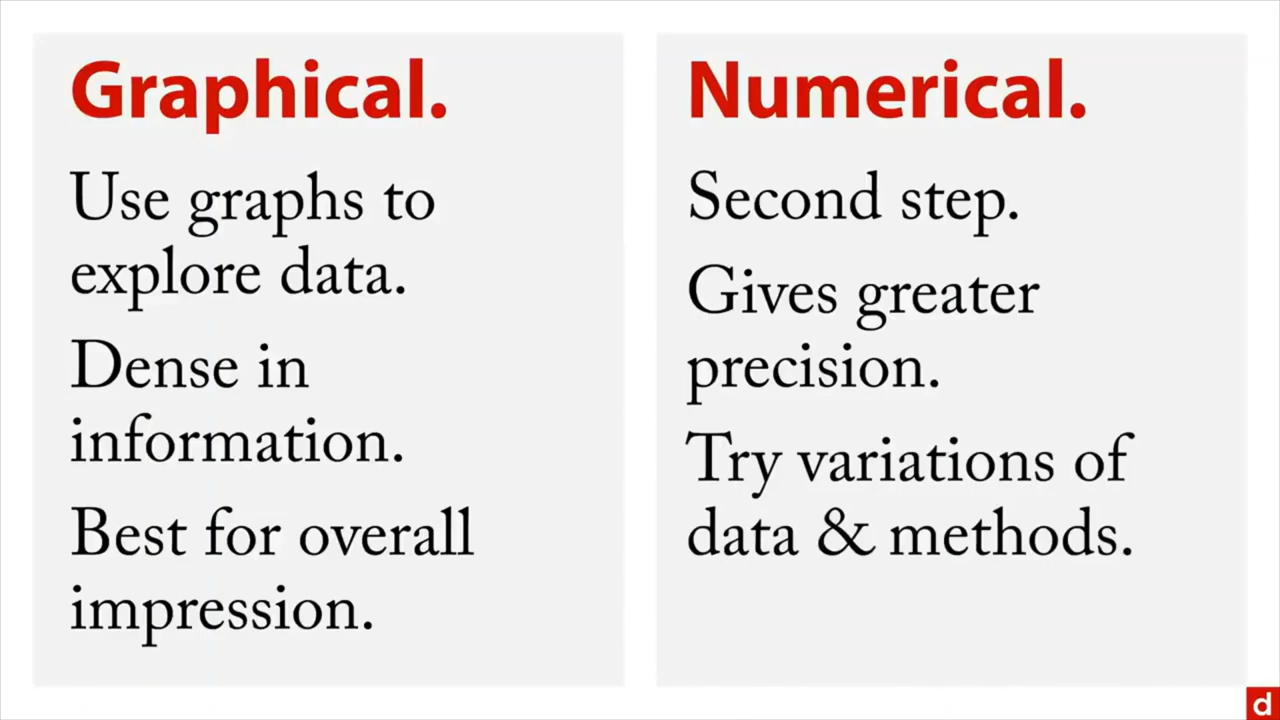 Graphical.
Use graphs to
explore data.
Dense in
information.
Best for overall
impression.
Numerical.
Second step.
Gives greater
precision.
Try variations of
data & methods.
d